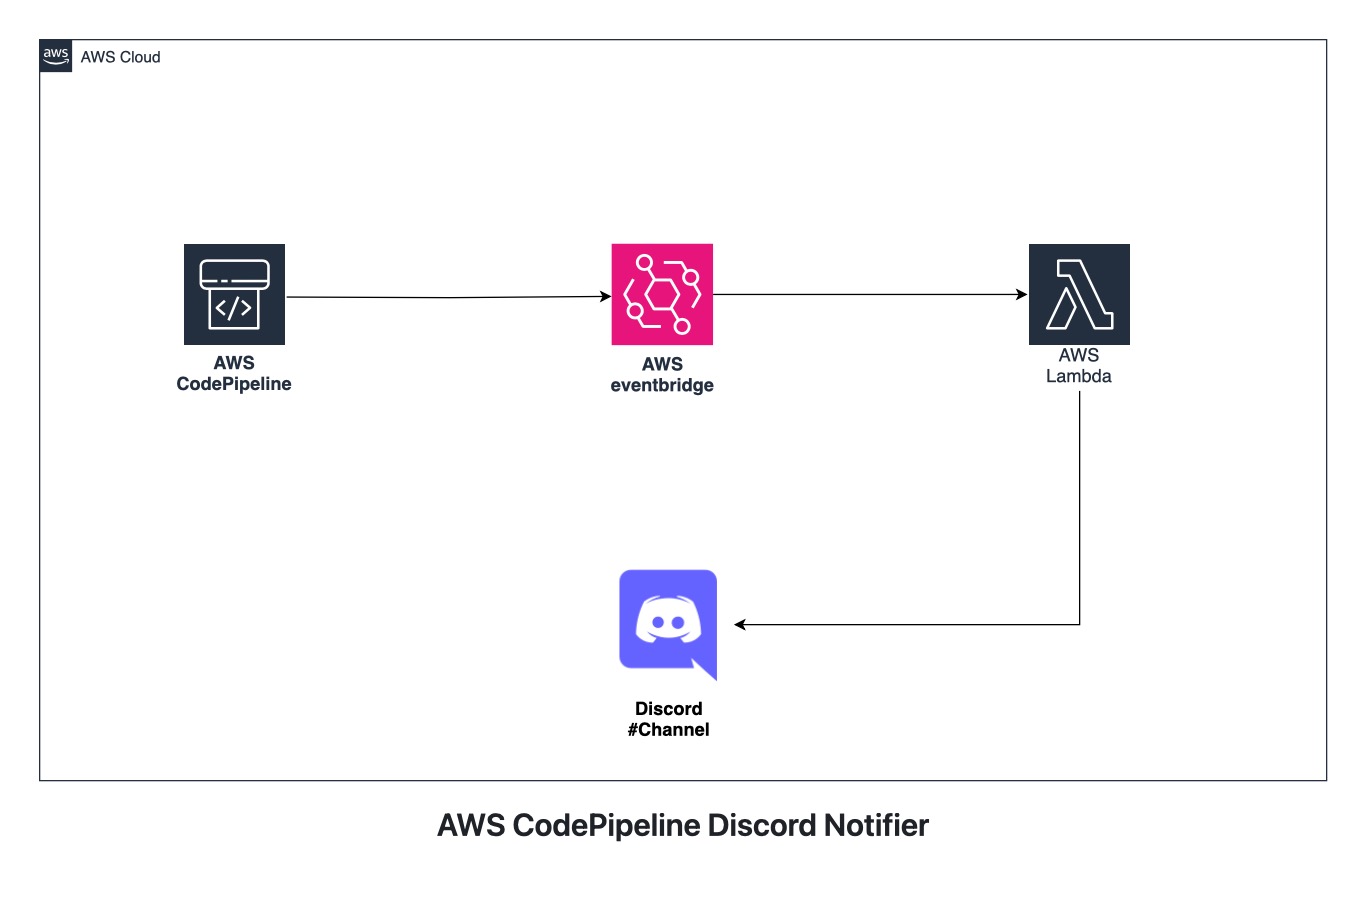 aws
AWS Cloud
</>
AWS
CodePipeline
AWS
eventbridge
AWS
Lambda
Discord
#Channel
AWS CodePipeline Discord Notifier